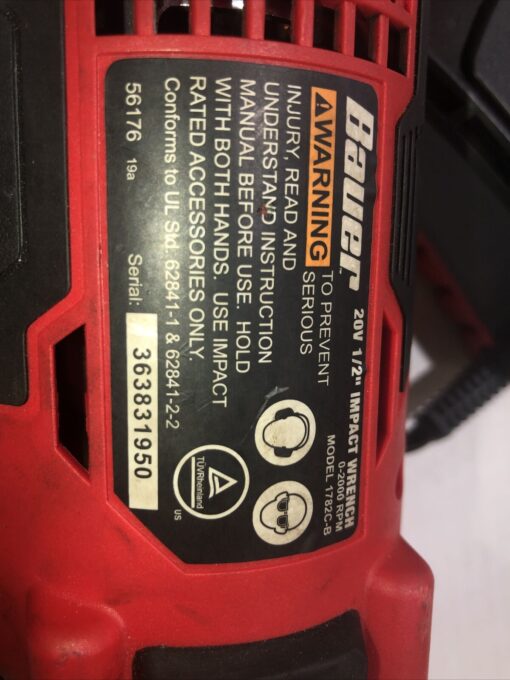 Bauer™ 20V 1/2" IMPACT WRENCH
0-2000 RPM
MODEL 1782C-B
WARNING TO PREVENT
SERIOUS
INJURY, READ AND
UNDERSTAND INSTRUCTION
MANUAL BEFORE USE. HOLD
WITH BOTH HANDS. USE IMPACT
RATED ACCESSORIES ONLY.
Conforms to UL Std. 62841-1 & 62841-2-2
TÜVRheinland
US
56176 19a Serial: 363831950